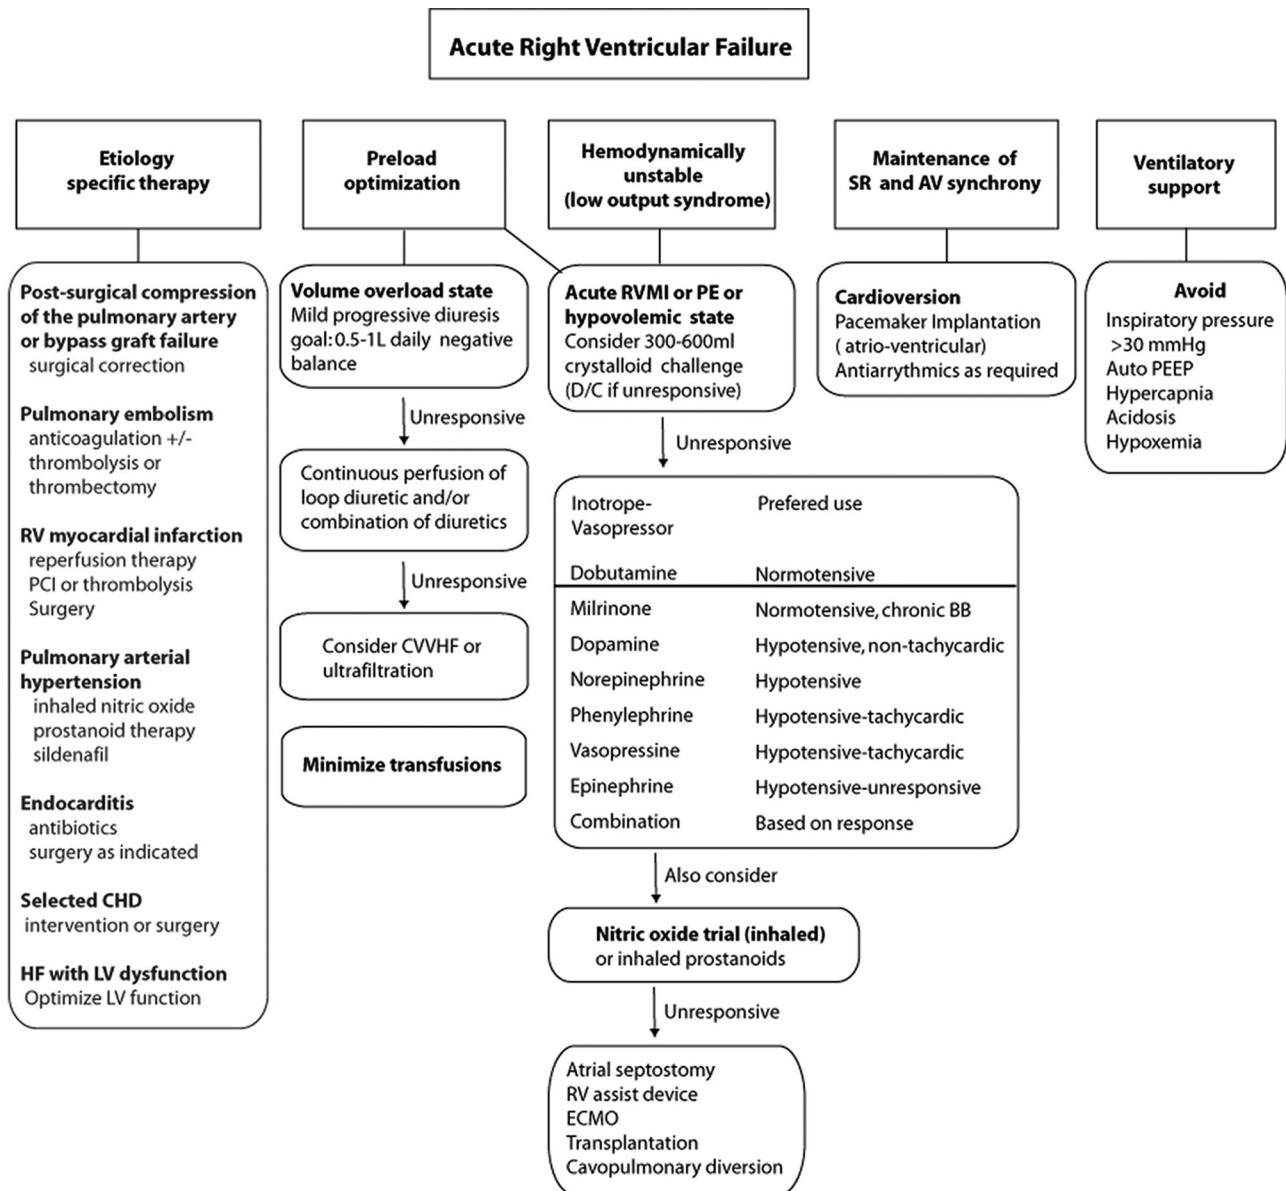 Acute Right Ventricular Failure
Etiology
specific therapy
Post-surgical compression
of the pulmonary artery
or bypass graft failure
surgical correction
Pulmonary embolism
anticoagulation +/-
thrombolysis or
thrombectomy
RV myocardial infarction
reperfusion therapy
PCI or thrombolysis
Surgery
Pulmonary arterial
hypertension
inhaled nitric oxide
prostanoid therapy
sildenafil
Endocarditis
antibiotics
surgery as indicated
Selected CHD
intervention or surgery
HF with LV dysfunction
Optimize LV function
Preload
optimization
Volume overload state
Mild progressive diuresis
goal: 0.5-1L daily negative
balance
Unresponsive
Continuous perfusion of
loop diuretic and/or
combination of diuretics
Unresponsive
Consider CVVHF or
ultrafiltration
Minimize transfusions
Hemodynamically
unstable
(low output syndrome)
Acute RVMI or PE or
hypovolemic state
Consider 300-600ml
crystalloid challenge
(D/C if unresponsive)
Unresponsive
Inotrope- Prefered use
Vasopressor
Dobutamine Normotensive
Milrinone Normotensive, chronic BB
Dopamine Hypotensive, non-tachycardic
Norepinephrine Hypotensive
Phenylephrine Hypotensive-tachycardic
Vasopressine Hypotensive-tachycardic
Epinephrine Hypotensive-unresponsive
Combination Based on response
Also consider
Nitric oxide trial (inhaled)
or inhaled prostanoids
Unresponsive
Atrial septostomy
RV assist device
ECMO
Transplantation
Cavopulmonary diversion
Maintenance of
SR and AV synchrony
Cardioversion
Pacemaker Implantation
( atrio-ventricular)
Antiarrythmics as required
Ventilatory
support
Avoid
Inspiratory pressure
>30 mmHg
Auto PEEP
Hypercapnia
Acidosis
Hypoxemia